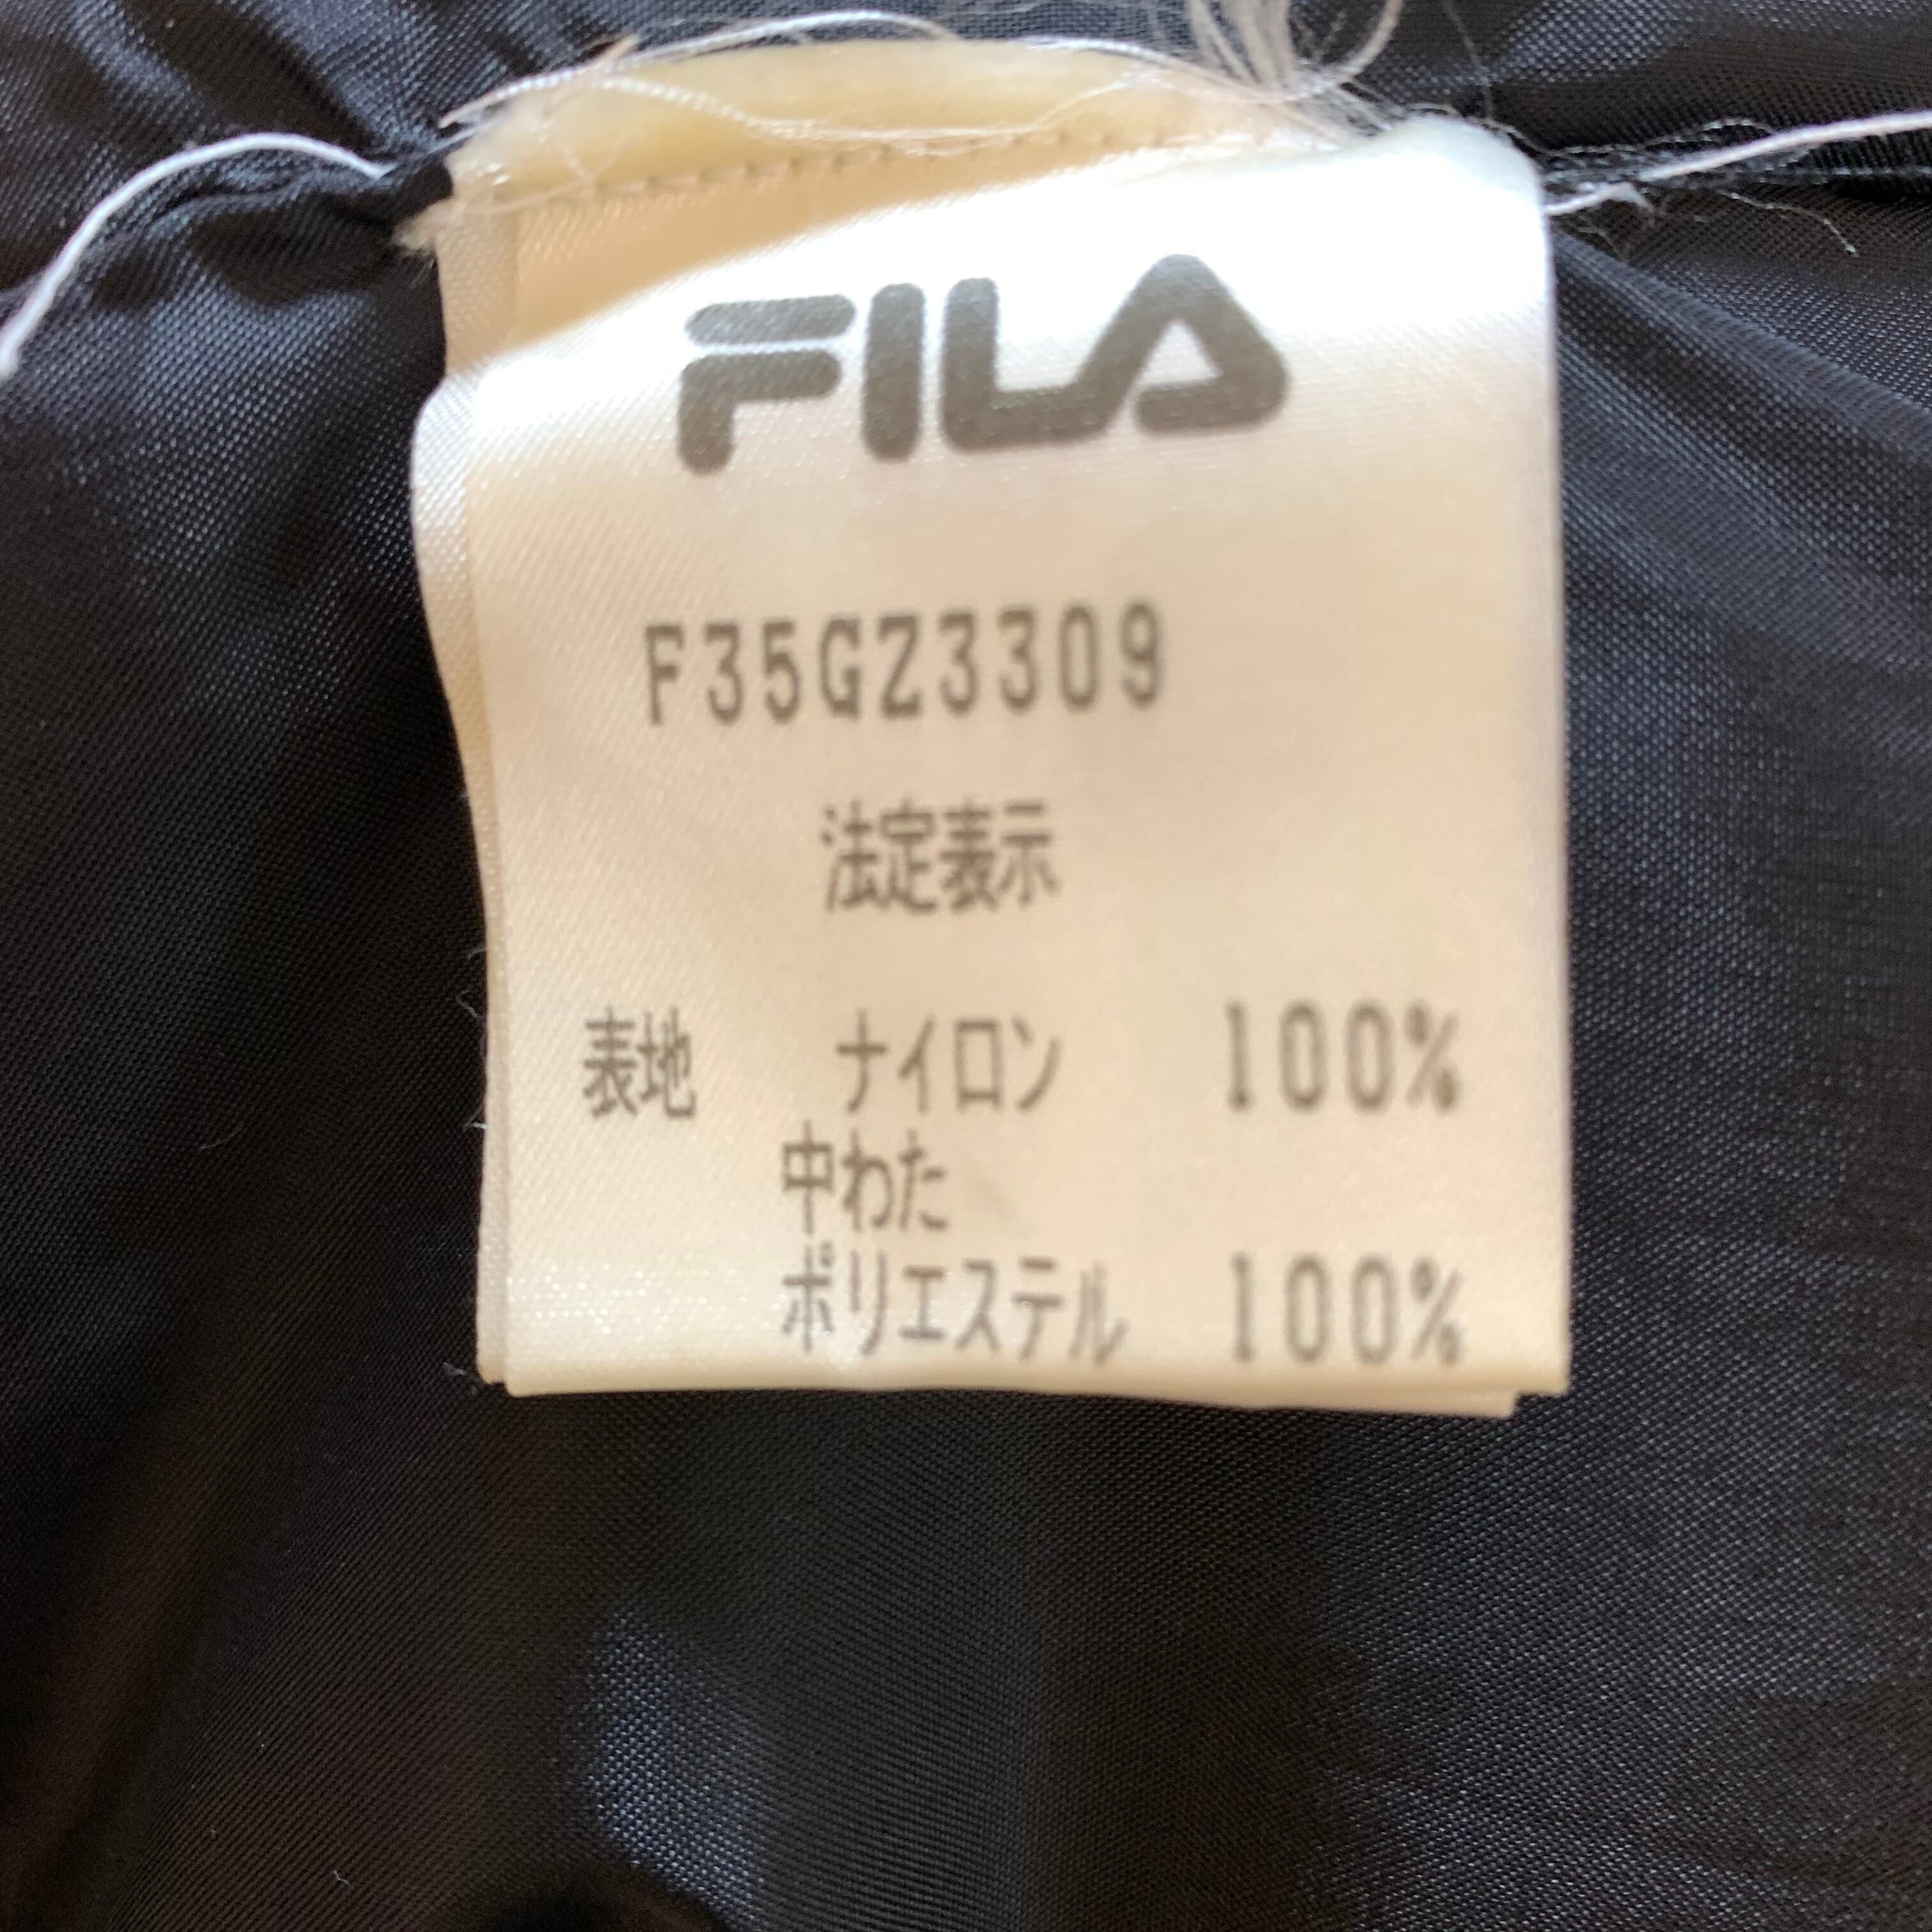 FILA
F35GZ3309
法定表示
表地 ナイロン 100%
中わた
ポリエステル 100%